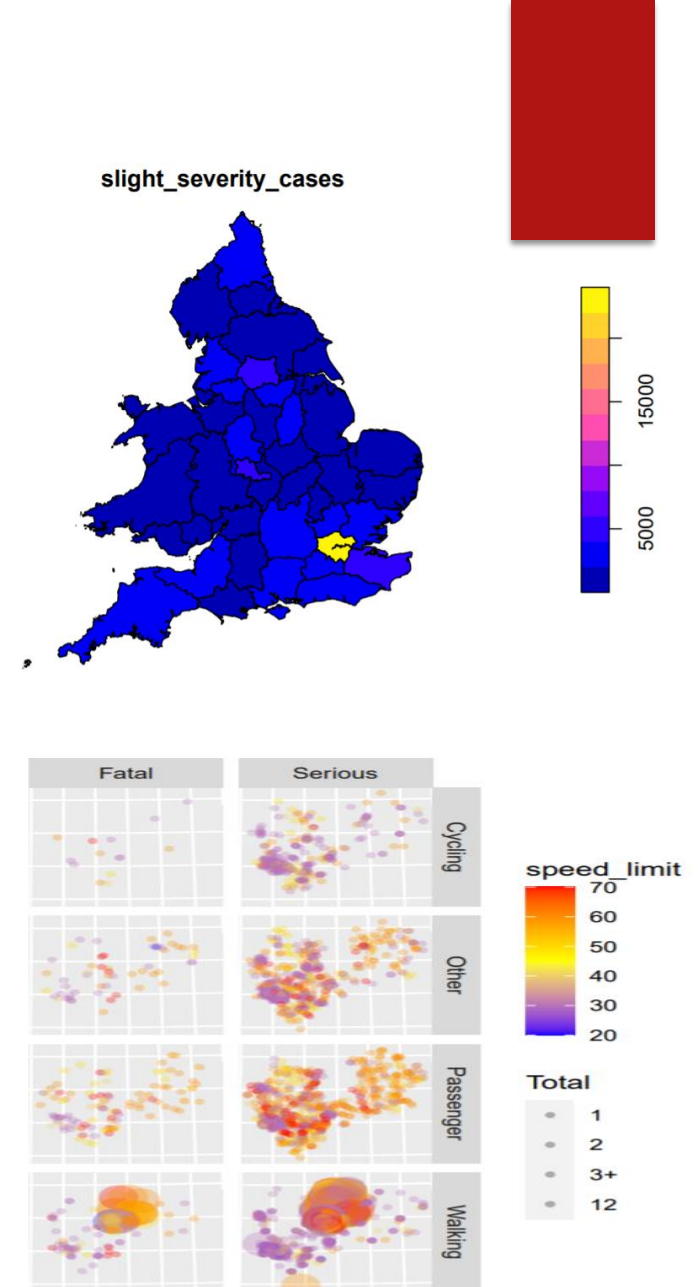 slight_severity_cases
15000
5000
Fatal
Serious
Cycling
Other
Passenger
Walking
speed_limit
70
60
50
40
30
20
Total
1
2
3+
12